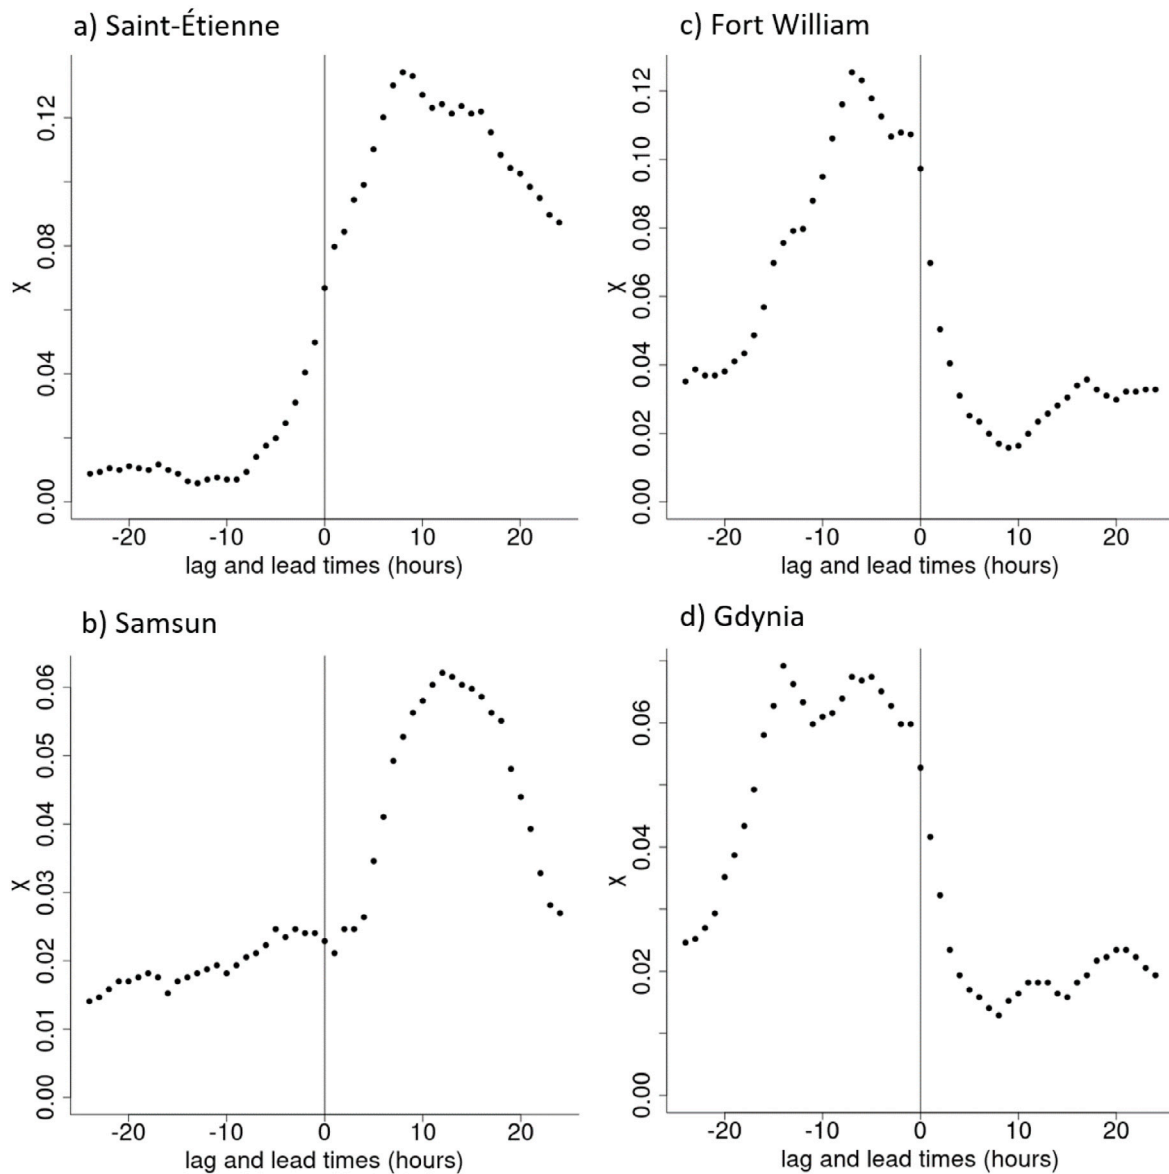 a) Saint-Étienne
χ
0.00 0.04 0.08 0.12
-20 -10 0 10 20
lag and lead times (hours)
c) Fort William
χ
0.00 0.02 0.04 0.06 0.08 0.10 0.12
-20 -10 0 10 20
lag and lead times (hours)
b) Samsun
χ
0.00 0.01 0.02 0.03 0.04 0.05 0.06
-20 -10 0 10 20
lag and lead times (hours)
d) Gdynia
χ
0.00 0.02 0.04 0.06
-20 -10 0 10 20
lag and lead times (hours)